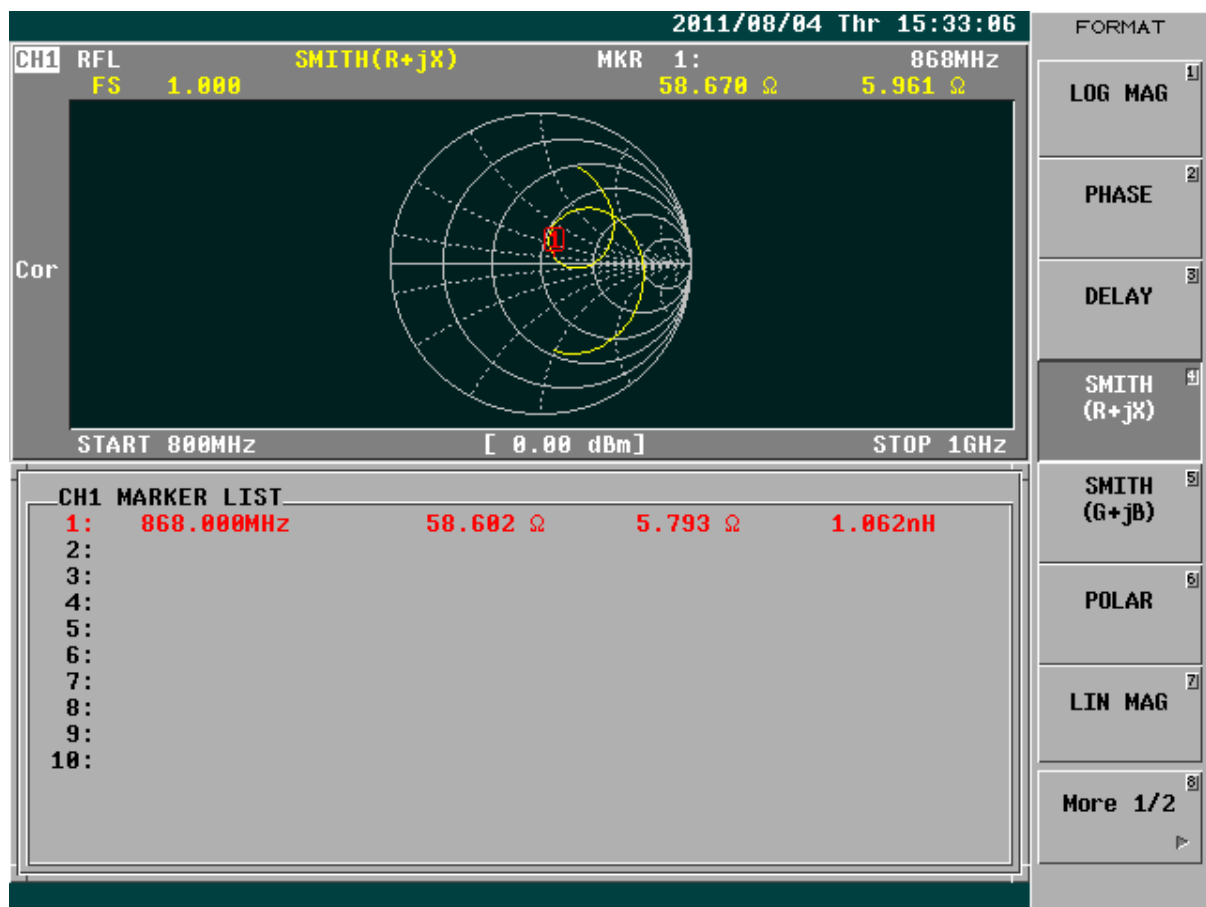 2011/08/04 Thr 15:33:06
CH1 RFL SMITH(R+jX) MKR 1: 868MHz
FS 1.000 58.670 Ω 5.961 Ω
1
Cor
START 800MHz [ 0.00 dBm] STOP 1GHz
CH1 MARKER LIST
1: 868.000MHz 58.602 Ω 5.793 Ω 1.062nH
2:
3:
4:
5:
6:
7:
8:
9:
10:
FORMAT
LOG MAG 1
PHASE 2
DELAY 3
SMITH 4
(R+jX)
SMITH 5
(G+jB)
POLAR 6
LIN MAG 7
More 1/2 8